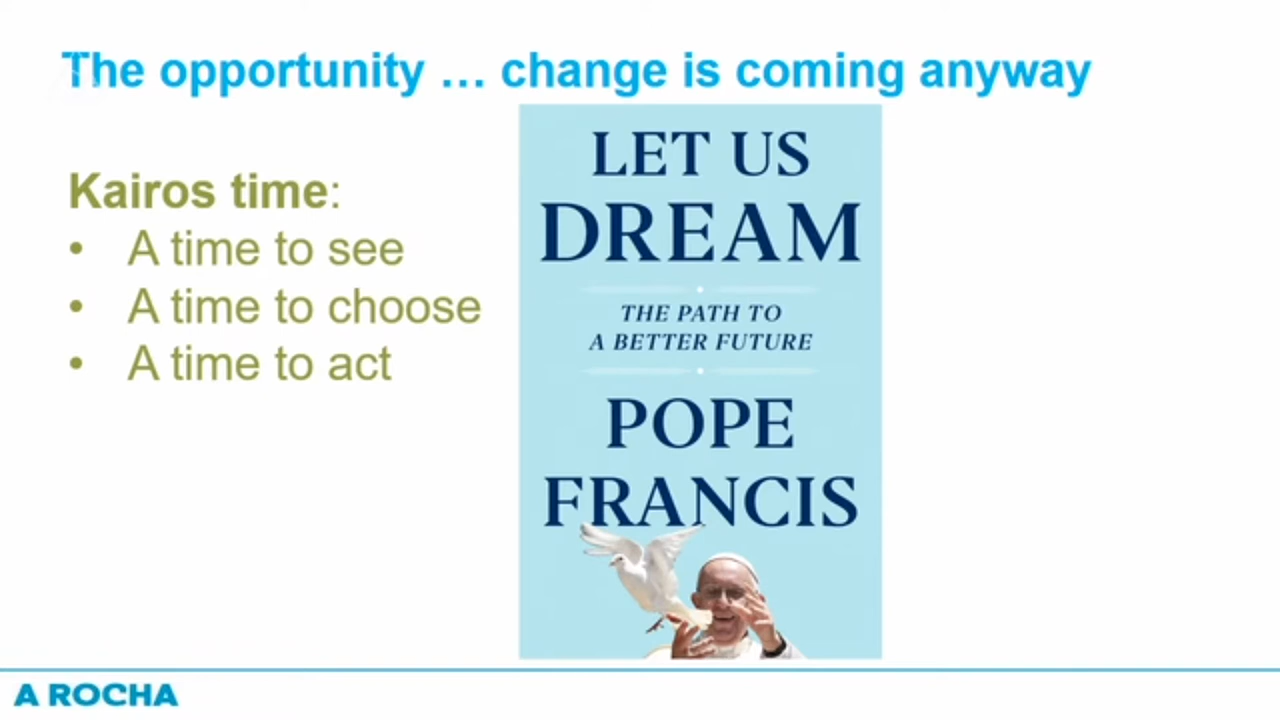 The opportunity … change is coming anyway
Kairos time:
• A time to see
• A time to choose
• A time to act
LET US
DREAM
THE PATH TO
A BETTER FUTURE
POPE
FRANCIS
A ROCHA